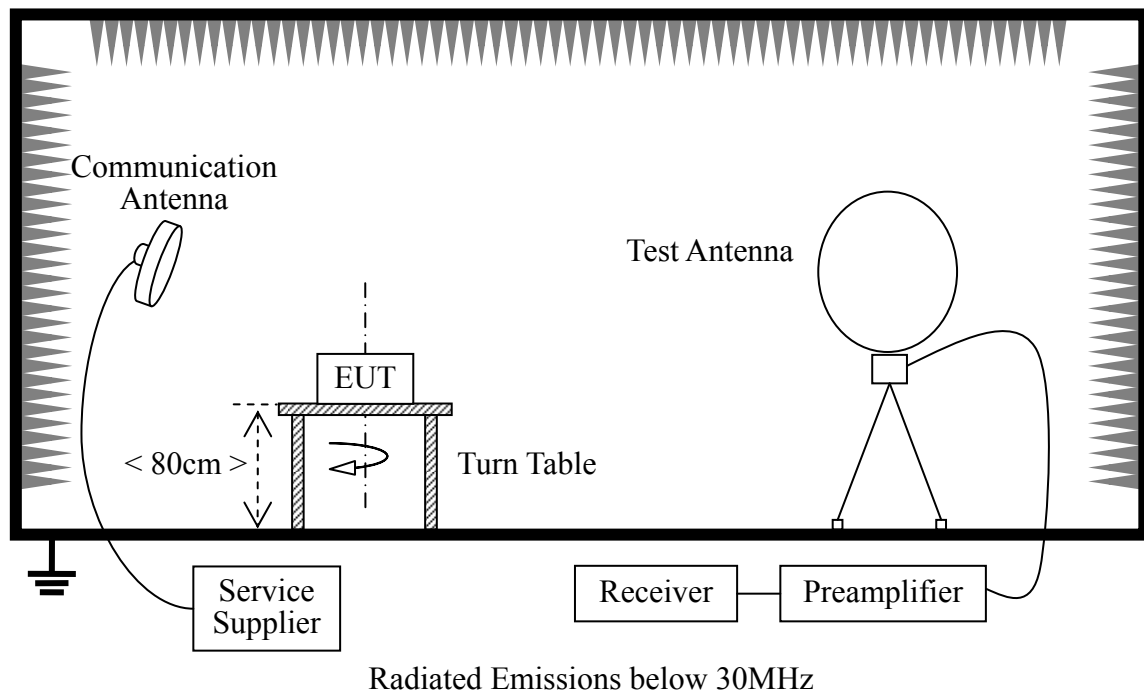 Communication
Antenna
Test Antenna
EUT
< 80cm >
Turn Table
Service
Supplier
Receiver
Preamplifier
Radiated Emissions below 30MHz